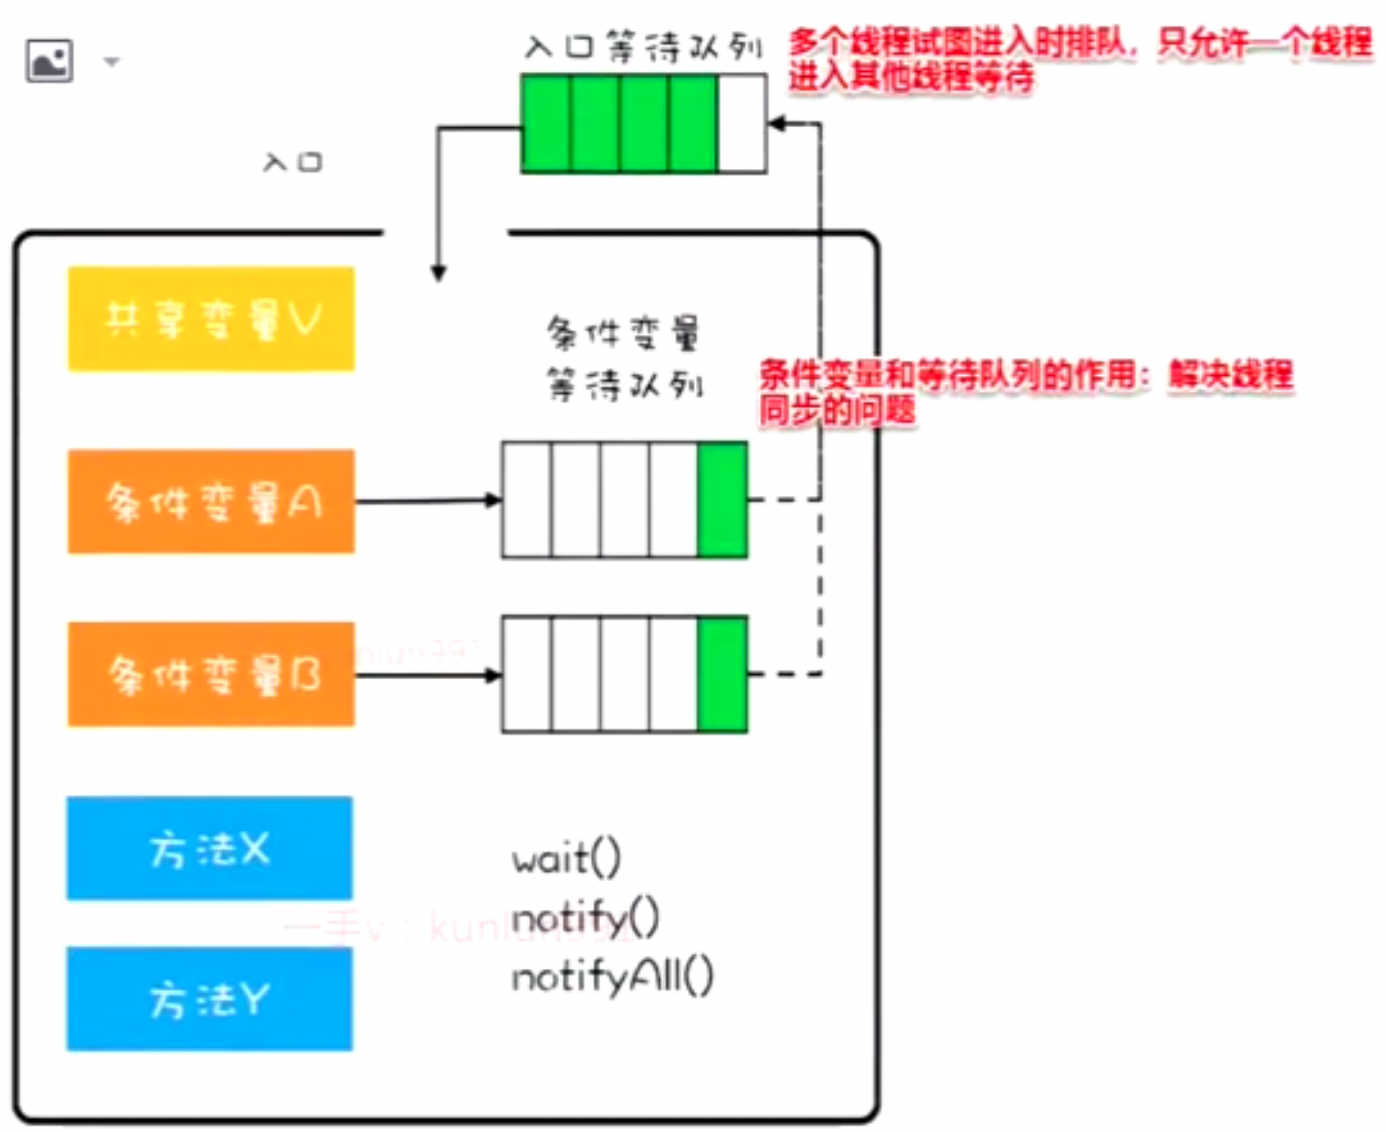 入口等待队列
多个线程试图进入时排队，只允许一个线程
进入其他线程等待
入口
共享变量V
条件变量
等待队列
条件变量和等待队列的作用：解决线程
同步的问题
条件变量A
条件变量B
方法X
wait()
notify()
一手v：kunlun991
notifyAll()
方法Y